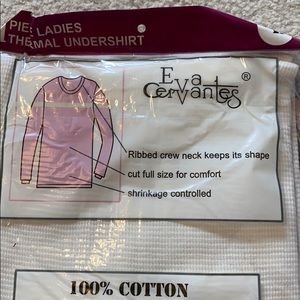 PIES LADIES
THERMAL UNDERSHIRT
Eva
Cervantes®
Ribbed crew neck keeps its shape
cut full size for comfort
shrinkage controlled
100% COTTON